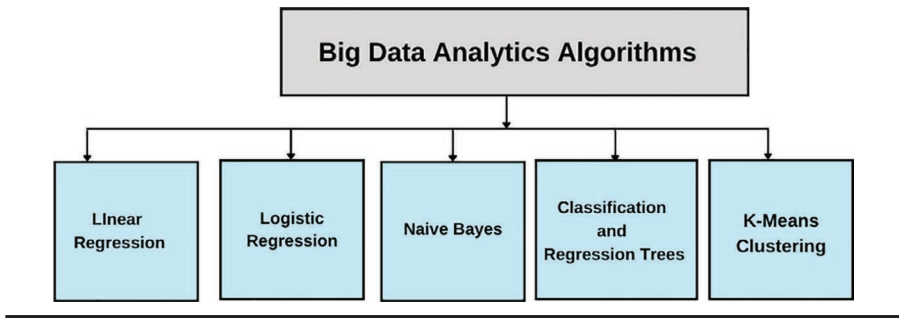 Big Data Analytics Algorithms
LInear
Regression
Logistic
Regression
Naive Bayes
Classification
and
Regression Trees
K-Means
Clustering